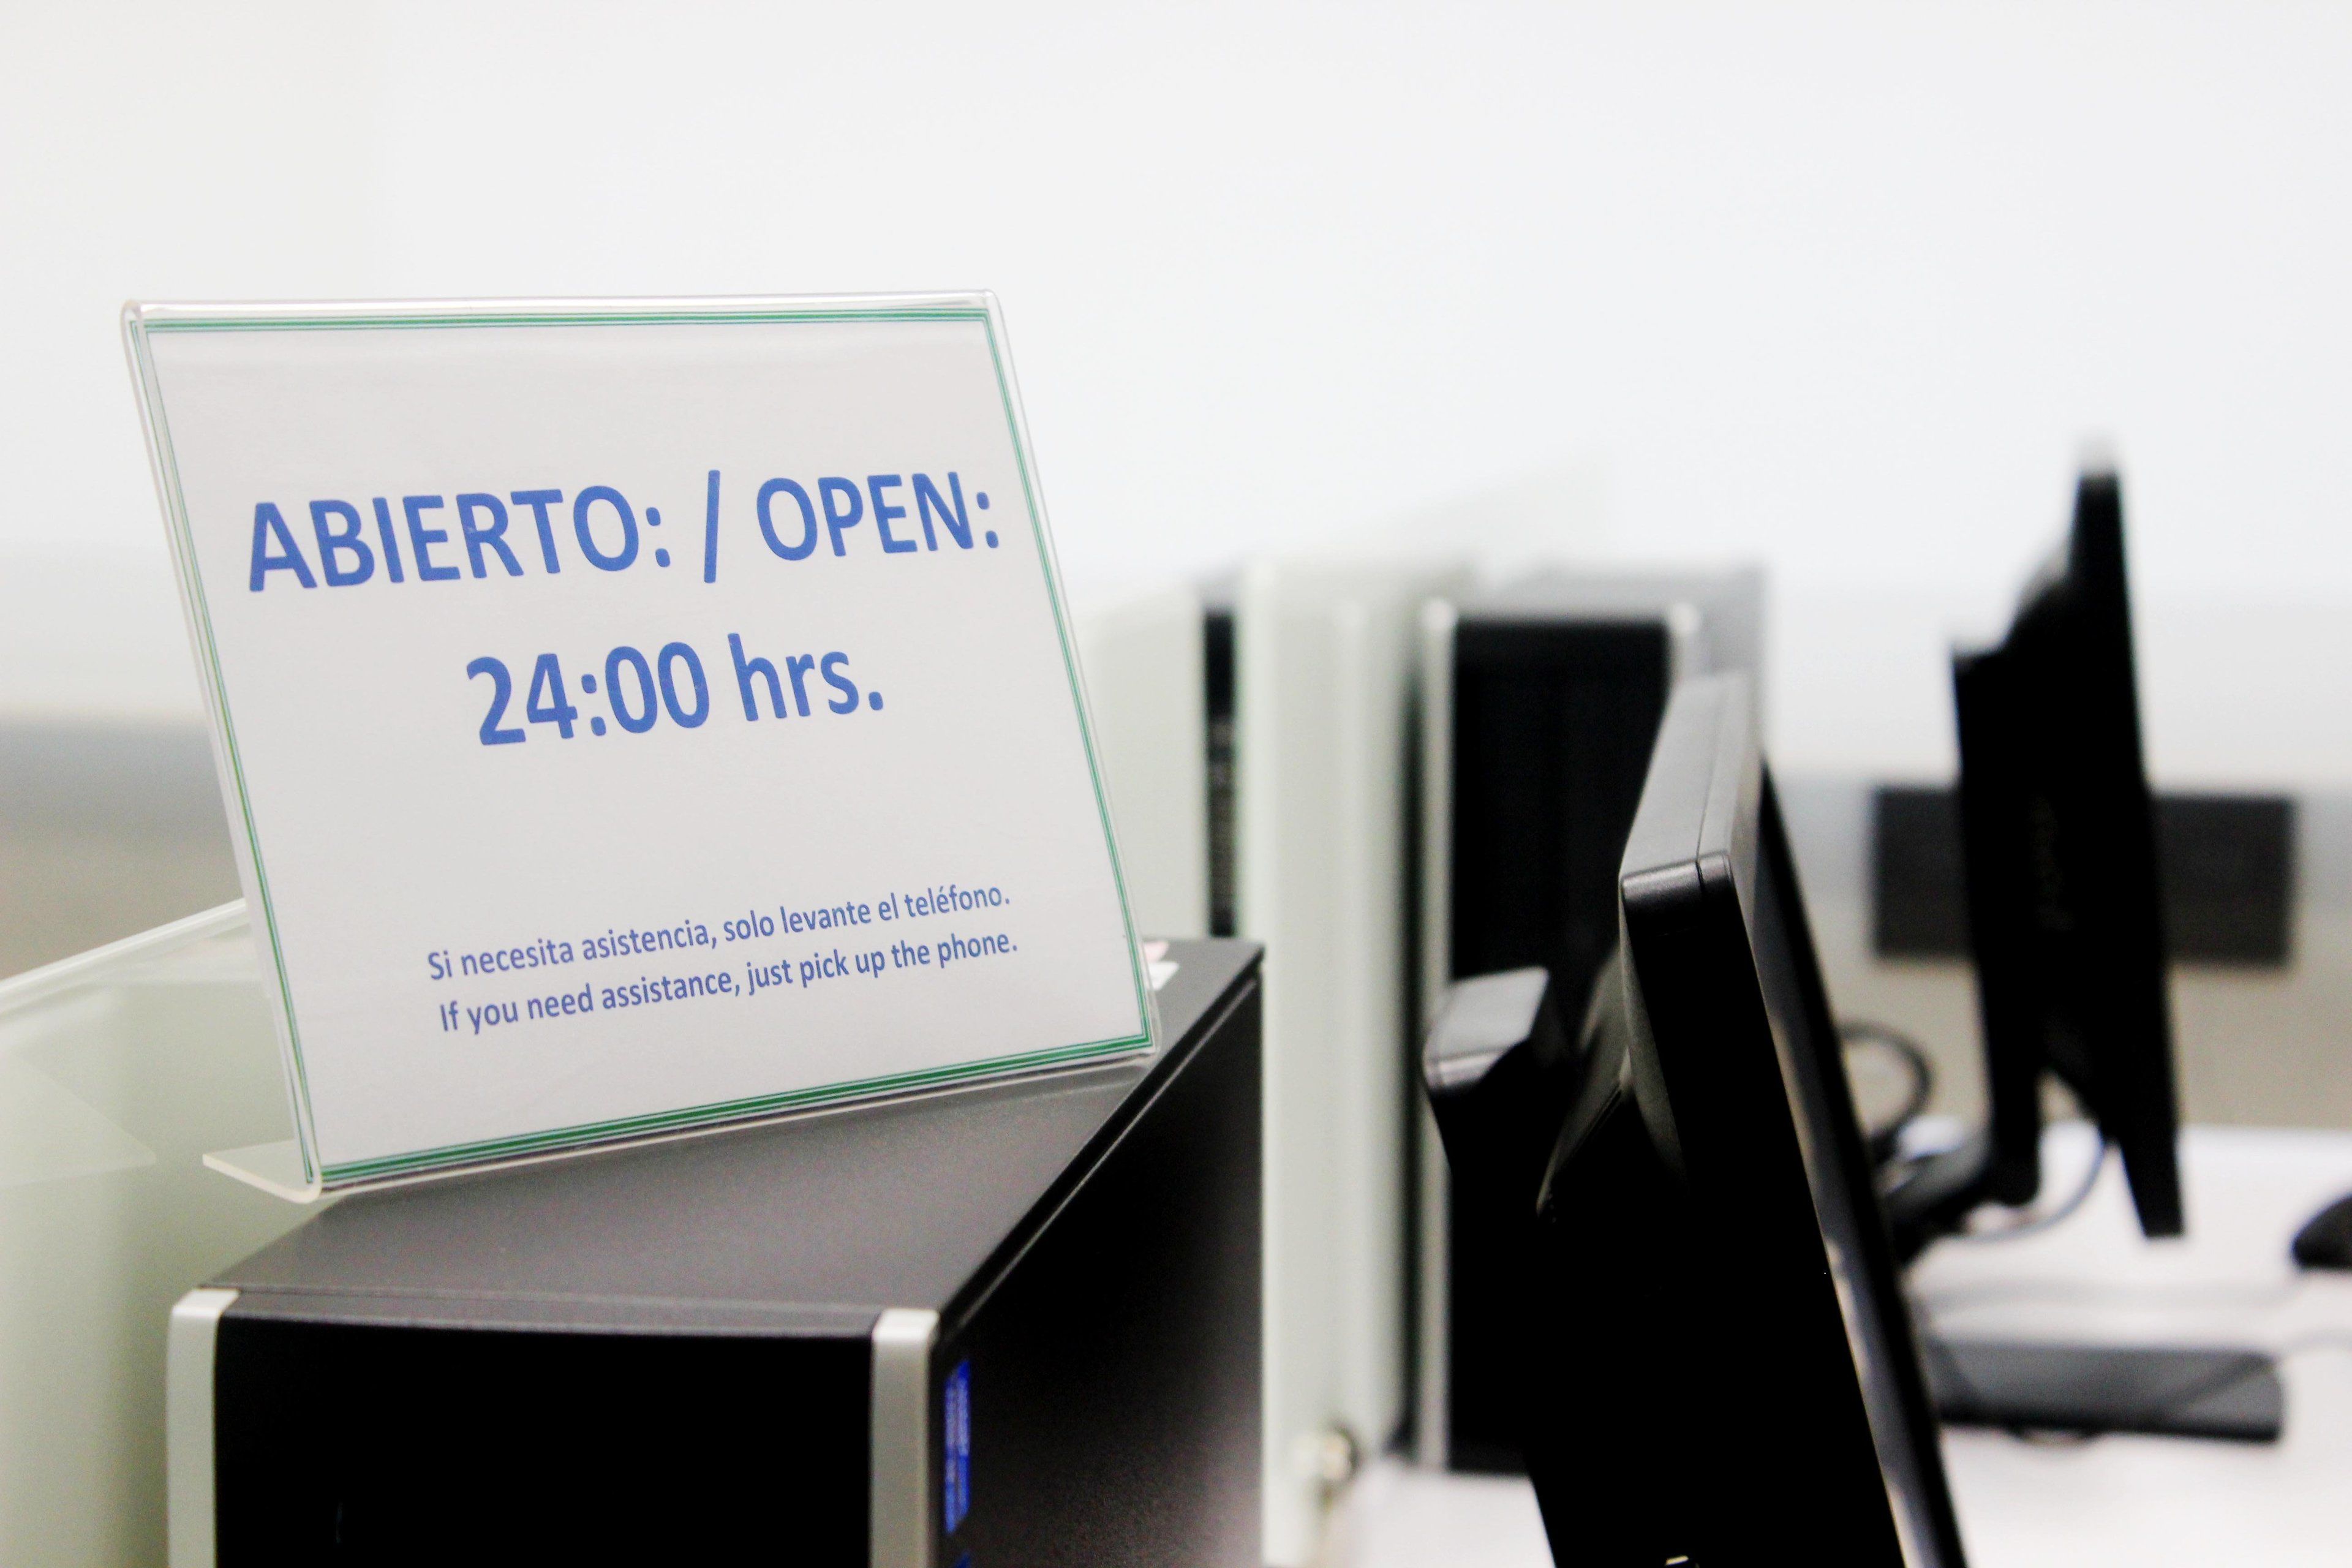 ABIERTO: / OPEN:
24:00 hrs.
Si necesita asistencia, solo levante el teléfono.
If you need assistance, just pick up the phone.